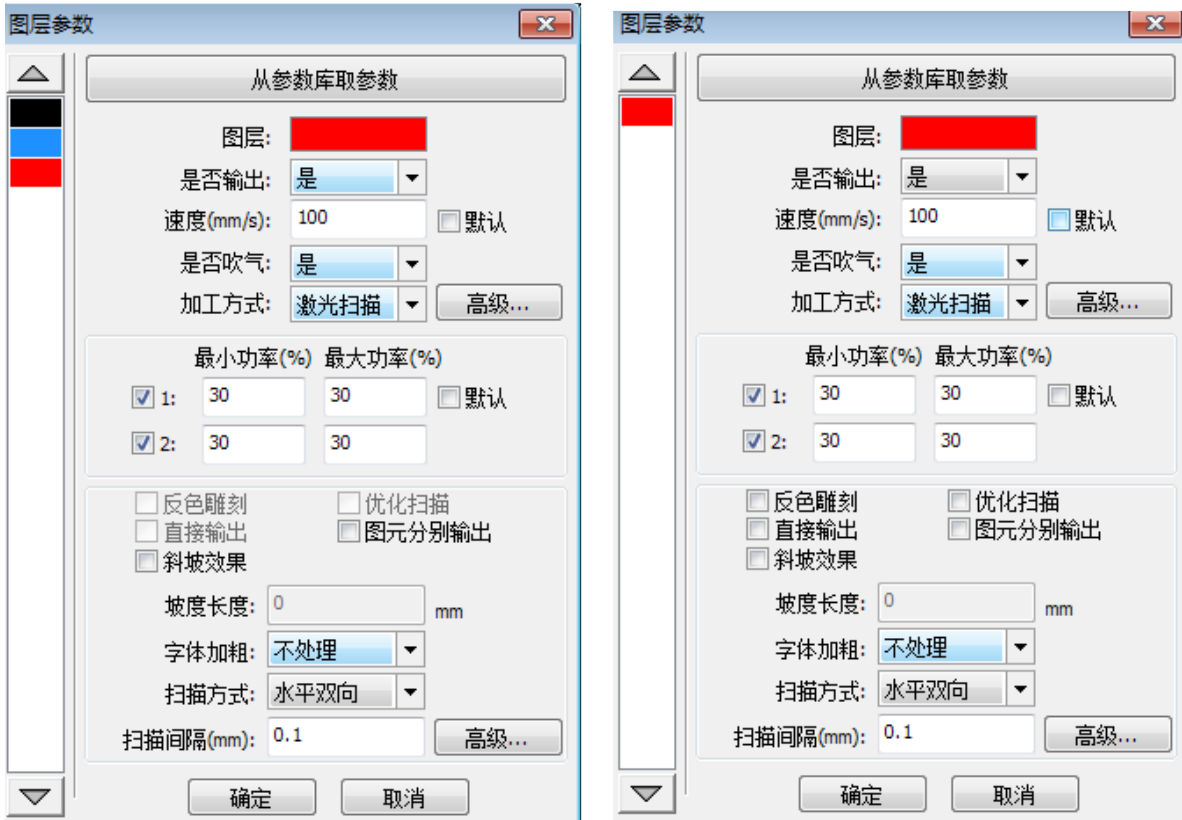 图层参数
从参数库取参数
图层:
是否输出: 是
速度(mm/s): 100 默认
是否吹气: 是
加工方式: 激光扫描 高级...
最小功率(%) 最大功率(%)
1: 30 30 默认
2: 30 30
反色雕刻 优化扫描
直接输出 图元分别输出
斜坡效果
坡度长度: 0 mm
字体加粗: 不处理
扫描方式: 水平双向
扫描间隔(mm): 0.1 高级...
确定 取消
图层参数
从参数库取参数
图层:
是否输出: 是
速度(mm/s): 100 默认
是否吹气: 是
加工方式: 激光扫描 高级...
最小功率(%) 最大功率(%)
1: 30 30 默认
2: 30 30
反色雕刻 优化扫描
直接输出 图元分别输出
斜坡效果
坡度长度: 0 mm
字体加粗: 不处理
扫描方式: 水平双向
扫描间隔(mm): 0.1 高级...
确定 取消